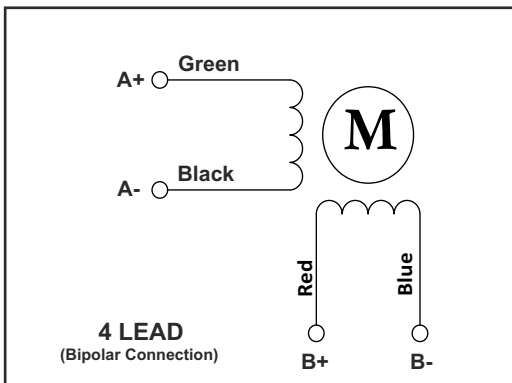 Green
A+
M
Black
A-
Red
Blue
4 LEAD
(Bipolar Connection)
B+
B-